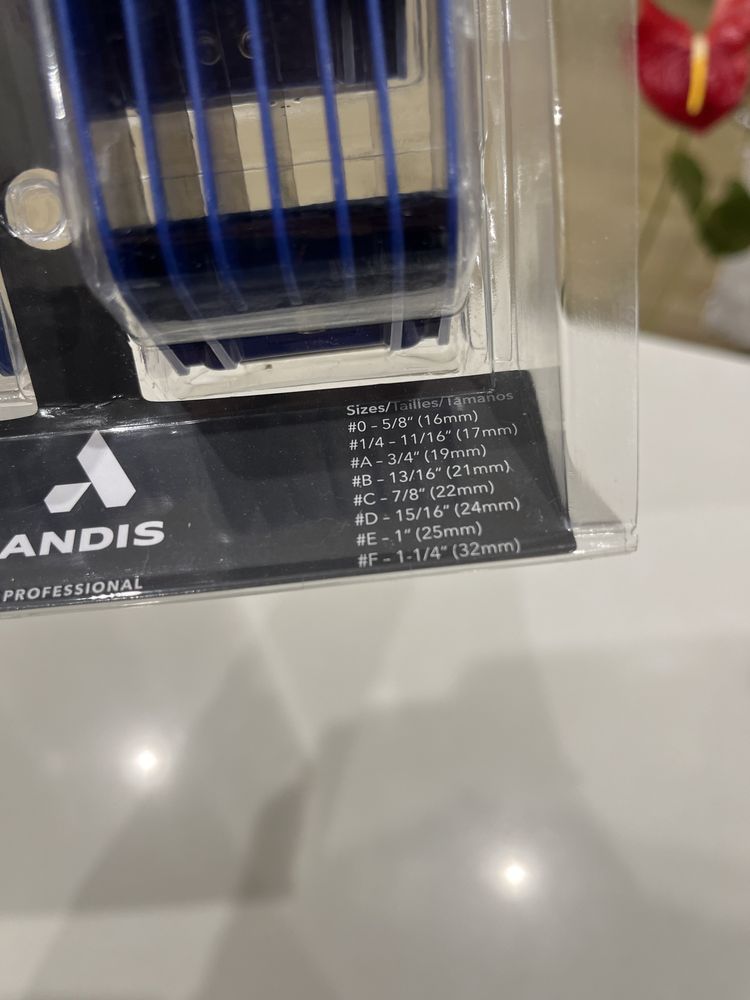 Sizes/Tailles/Tamaños
#0 - 5/8" (16mm)
#1/4 - 11/16" (17mm)
#A - 3/4" (19mm)
#B - 13/16" (21mm)
#C - 7/8" (22mm)
#D - 15/16" (24mm)
#E - 1" (25mm)
#F - 1-1/4" (32mm)
ANDIS
PROFESSIONAL